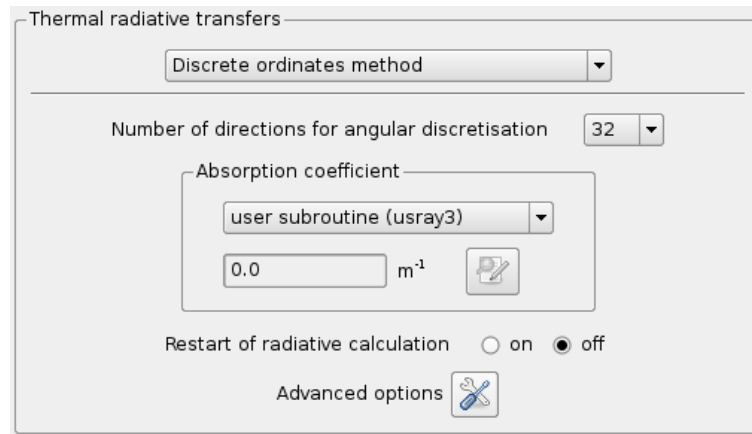 Thermal radiative transfers
Discrete ordinates method
Number of directions for angular discretisation 32
Absorption coefficient
user subroutine (usray3)
0.0 m⁻¹
Restart of radiative calculation on off
Advanced options